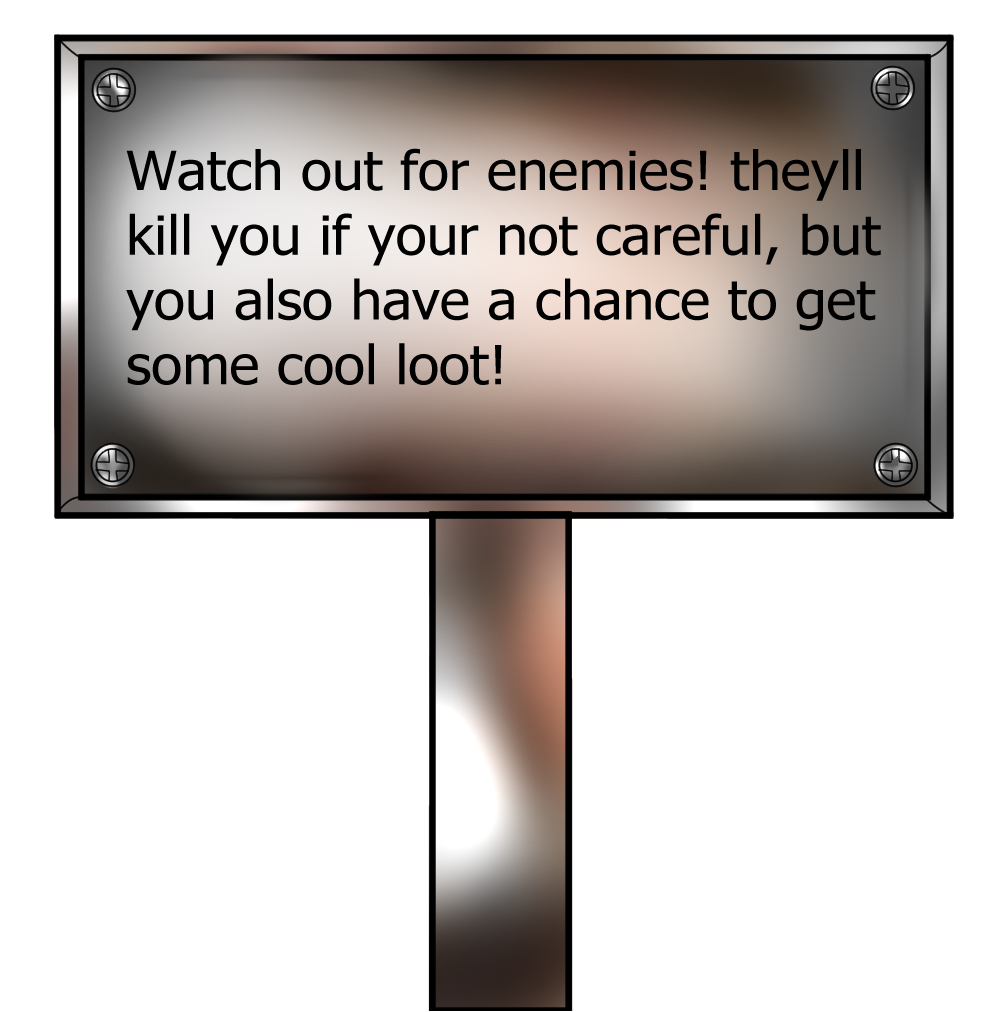 Watch out for enemies! theyll
kill you if your not careful, but
you also have a chance to get
some cool loot!